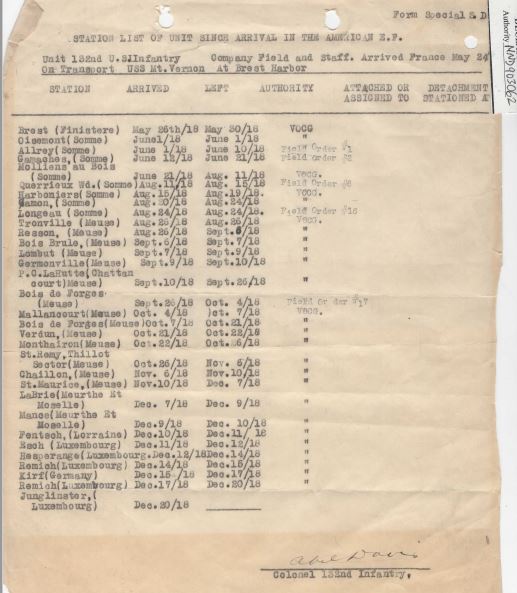 Form Special S.D
Authority NND903062
STATION LIST OF UNIT SINCE ARRIVAL IN THE AMERICAN E.F.
Unit 132nd U.S.Infantry Company Field and Staff. Arrived France May 24
On Transport USS Mt.Vernon At Brest Harbor
STATION ARRIVED LEFT AUTHORITY ATTACHED OR DETACHMENT
ASSIGNED TO STATIONED AT
Brest (Finisters) May 26th/18 May 30/18 VOCG
Oisemont(Somme) June1/18 June 1/18 "
Allrey(Somme) June 1/18 June 10/18 Field Order #1
Gamaches,(Somme) June 12/18 June 21/18 Field Order #2
Molliens au Bois
(Somme) June 21/18 Aug. 11/18 VOCG.
Querrieux Wd.(Somme)Aug.11/18 Aug. 15/18 Field Order #8
Harboniers(Somme) Aug.15/18 Aug.19/18. VOCG.
Hamon,(Somme) Aug.20/18 Aug.24/18 "
Longeau (Somme) Aug.24/18 Aug.24/18. Field Order #16
Tronville (Meuse) Aug.26/18 Aug.26/18 VOCG.
Resson, (Meuse) Aug.26/18 Sept.6/18 "
Bois Brule,(Meuse) Sept.6/18 Sept.7/18 "
Lombut (Meuse) Sept.7/18 Sept.9/18 "
Germonville(Meuse) Sept.9/18 Sept.10/18 "
P.C.LaHutte(Chattan
court)Meuse) Sept.10/18 Sept.26/18 "
Bois de Forges
(Meuse) Sept.26/18 Oct. 4/18 Field Or der #17
Mallancourt(Meuse) Oct. 4/18 )ct. 7/18 VOCG.
Bois de Forges(Meuse)Oct.7/18 Oct.21/18 "
Verdun,(Meuse) Oct.21/18 Oct.22/18 "
Monthairon(Meuse) Oct.22/18 Oct.26/18 "
St.Remy,Thillot
Sector(Meuse) Oct.26/18 Nov. 6/18 "
Chaillon,(Meuse) Nov. 6/18 Nov.10/18 "
St.Maurice,(Meuse) Nov.10/18 Dec. 7/18 "
LaBrie(Meurthe Et
Moselle) Dec. 7/18 Dec. 9/18 "
Mance(Meurthe Et
Moselle) Dec.9/18 Dec. 10/18 "
Fentsch,(Lorraine) Dec.10/18 Dec.11/ 18 "
Esch (Luxembourg) Dec.11/18 Dec.12/18 "
Hesperange(Luxembourg.Dec.12/18Dec.14/18 "
Remich(Luxembourg) Dec.14/18 Dec.15/18 "
Kirf(Germany) Dec.15 /18 Dec.17/18 "
Remich(Luxembourg) Dec.17/18 Dec.20/18 "
Junglinster,(
Luxembourg) Dec.20/18
Abel Davis
Colonel 132nd Infantry,